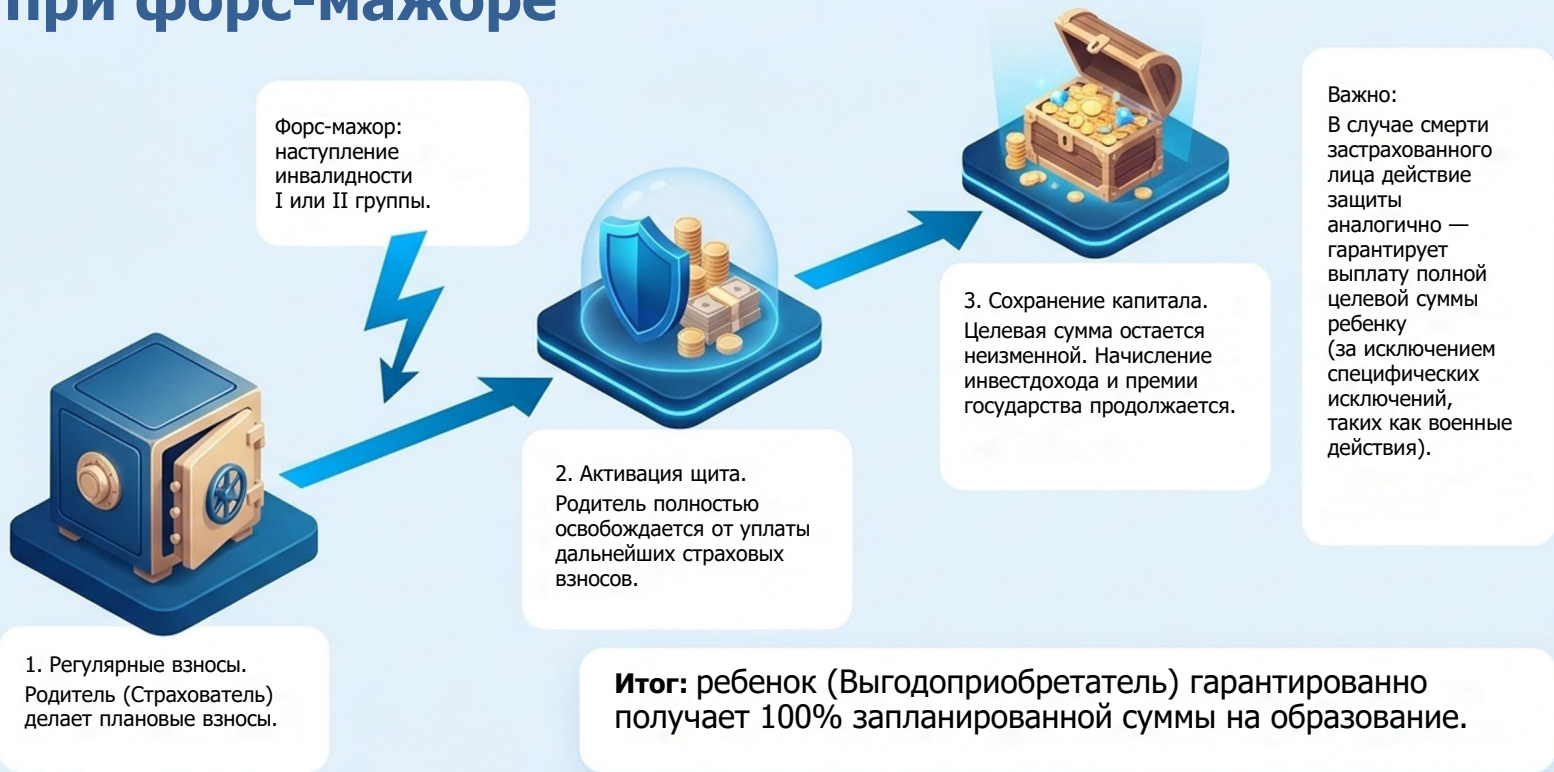 при форс-мажоре
Форс-мажор:
наступление
инвалидности
I или II группы.
1. Регулярные взносы.
Родитель (Страхователь)
делает плановые взносы.
2. Активация щита.
Родитель полностью
освобождается от уплаты
дальнейших страховых
взносов.
3. Сохранение капитала.
Целевая сумма остается
неизменной. Начисление
инвестдохода и премии
государства продолжается.
Важно:
В случае смерти
застрахованного
лица действие
защиты
аналогично —
гарантирует
выплату полной
целевой суммы
ребенку
(за исключением
специфических
исключений,
таких как военные
действия).
Итог: ребенок (Выгодоприобретатель) гарантированно
получает 100% запланированной суммы на образование.